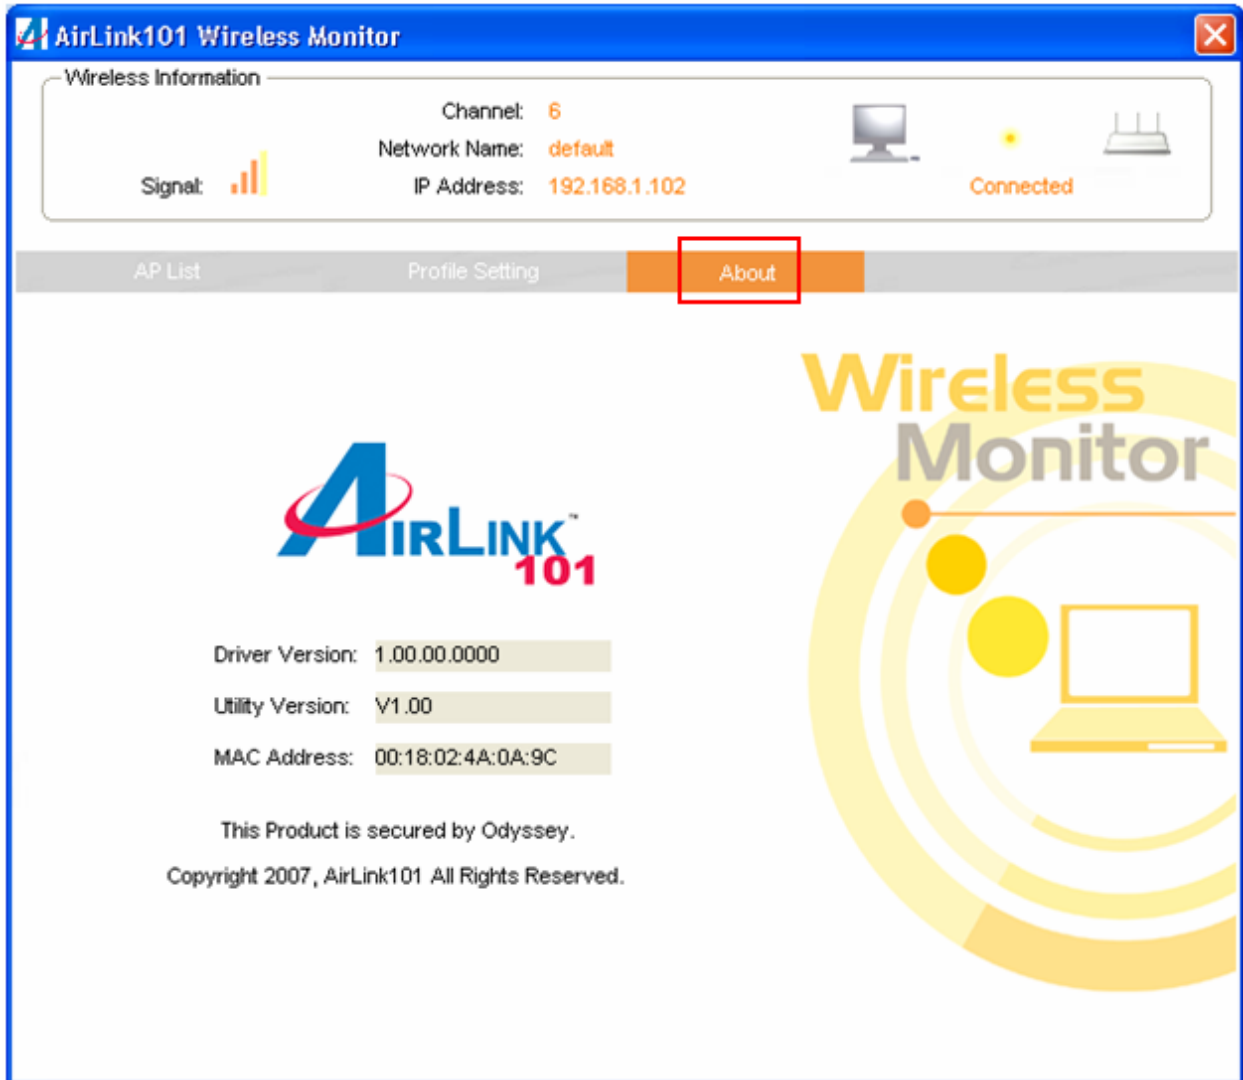 AirLink101 Wireless Monitor
Wireless Information
Channel: 6
Network Name: default
Signal: IP Address: 192.168.1.102
Connected
AP List Profile Setting About
Wireless
Monitor
AIRLINK™
101
Driver Version: 1.00.00.0000
Utility Version: V1.00
MAC Address: 00:18:02:4A:0A:9C
This Product is secured by Odyssey.
Copyright 2007, AirLink101 All Rights Reserved.